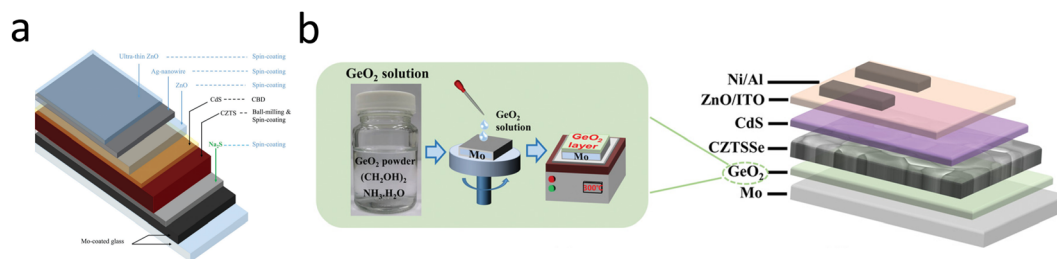 a
Ultra-thin ZnO Spin-coating
Ag-nanowire Spin-coating
ZnO Spin-coating
CdS CBD
CZTS Ball-milling &
Spin-coating
Na₂S Spin-coating
Mo-coated glass
b
GeO₂ solution
GeO₂ powder
(CH₂OH)₂
NH₃.H₂O
GeO₂
solution
Mo
GeO₂
layer
Mo
300℃
Ni/Al
ZnO/ITO
CdS
CZTSSe
GeO₂
Mo